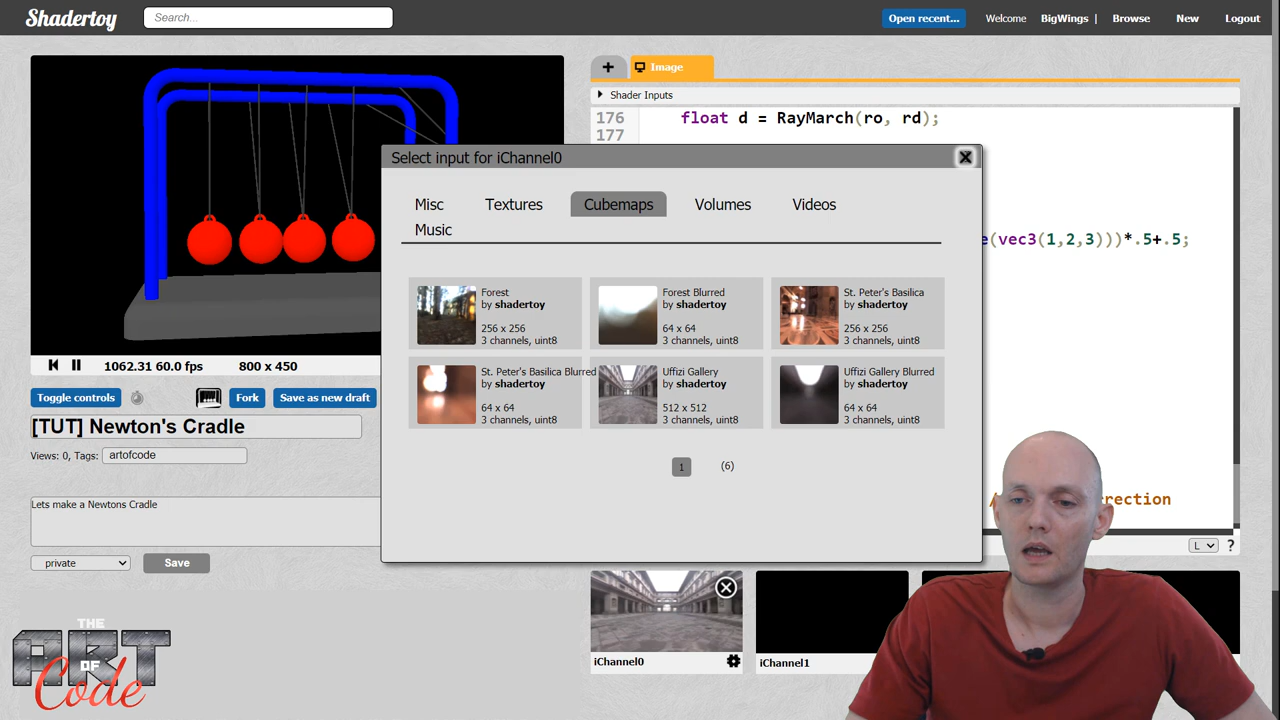 Shadertoy
Search...
Open recent...
Welcome
BigWings |
Browse
New
Logout
+
Image
Shader Inputs
176
float d = RayMarch(ro, rd);
177
Select input for iChannel0
X
Misc
Textures
Cubemaps
Volumes
Videos
Music
e(vec3(1,2,3)))*.5+.5;
Forest
by shadertoy
256 x 256
3 channels, uint8
Forest Blurred
by shadertoy
64 x 64
3 channels, uint8
St. Peter's Basilica
by shadertoy
256 x 256
3 channels, uint8
St. Peter's Basilica Blurred
by shadertoy
64 x 64
3 channels, uint8
Uffizi Gallery
by shadertoy
512 x 512
3 channels, uint8
Uffizi Gallery Blurred
by shadertoy
64 x 64
3 channels, uint8
1
(6)
1062.31 60.0 fps
800 x 450
Toggle controls
Fork
Save as new draft
[TUT] Newton's Cradle
Views: 0, Tags:
artofcode
Lets make a Newtons Cradle
private
Save
rection
L
?
iChannel0
iChannel1
THE
ART
OF
Code